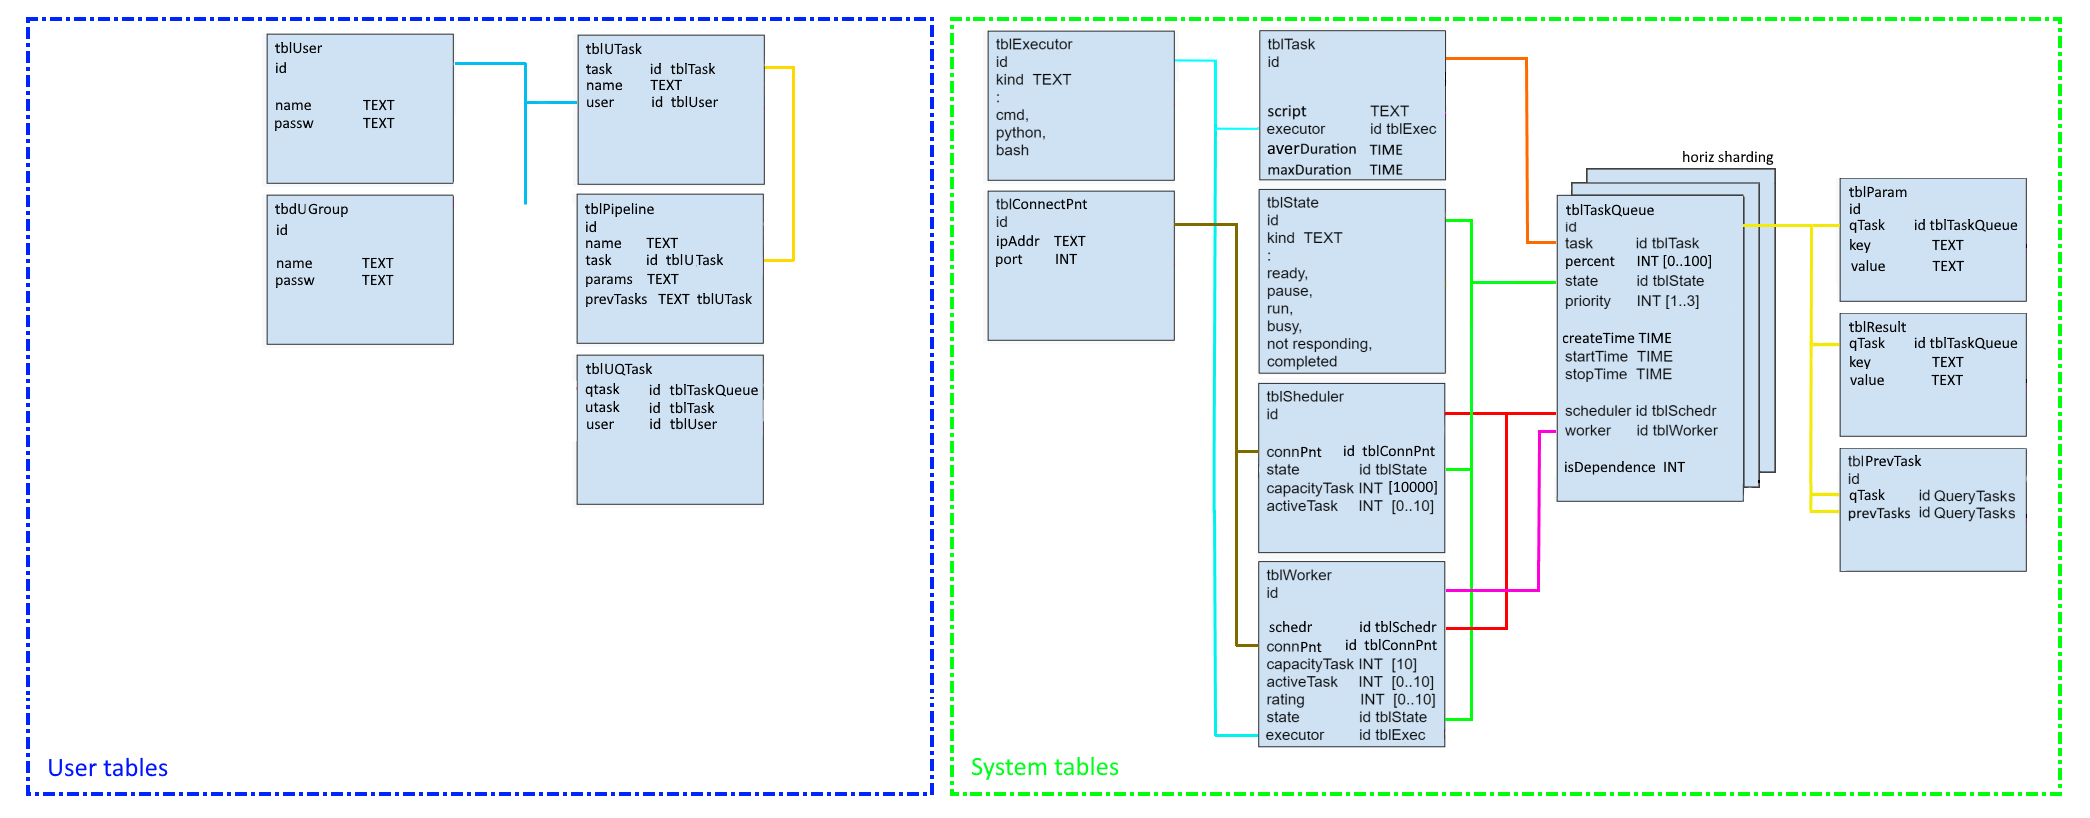 tblUser
id
name TEXT
passw TEXT
tbdUGroup
id
name TEXT
passw TEXT
tblUTask
task id tblTask
name TEXT
user id tblUser
tblPipeline
id
name TEXT
task id tblUTask
params TEXT
prevTasks TEXT tblUTask
tblUQTask
qtask id tblTaskQueue
utask id tblTask
user id tblUser
User tables
tblExecutor
id
kind TEXT
:
cmd,
python,
bash
tblConnectPnt
id
ipAddr TEXT
port INT
tblTask
id
script TEXT
executor id tblExec
averDuration TIME
maxDuration TIME
tblState
id
kind TEXT
:
ready,
pause,
run,
busy,
not responding,
completed
tblSheduler
id
connPnt id tblConnPnt
state id tblState
capacityTask INT [10000]
activeTask INT [0..10]
tblWorker
id
schedr id tblSchedr
connPnt id tblConnPnt
capacityTask INT [10]
activeTask INT [0..10]
rating INT [0..10]
state id tblState
executor id tblExec
horiz sharding
tblTaskQueue
id
task id tblTask
percent INT [0..100]
state id tblState
priority INT [1..3]
createTime TIME
startTime TIME
stopTime TIME
scheduler id tblSchedr
worker id tblWorker
isDependence INT
tblParam
id
qTask id tblTaskQueue
key TEXT
value TEXT
tblResult
qTask id tblTaskQueue
key TEXT
value TEXT
tblPrevTask
id
qTask id QueryTasks
prevTasks id QueryTasks
System tables